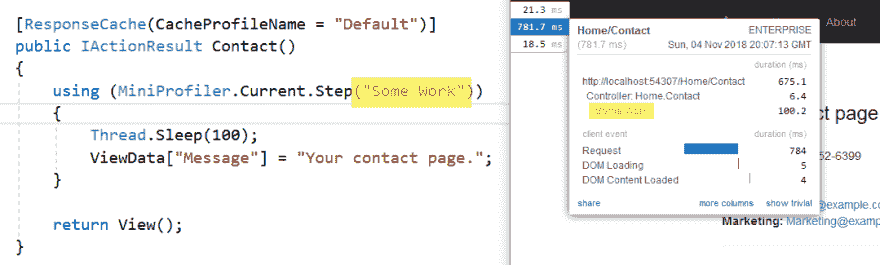 [ResponseCache(CacheProfileName = "Default")]
public IActionResult Contact()
{
using (MiniProfiler.Current.Step("Some Work"))
{
Thread.Sleep(100);
ViewData["Message"] = "Your contact page.";
}
return View();
}
21.3 ms
781.7 ms
18.5 ms
Home/Contact ENTERPRISE
(781.7 ms) Sun, 04 Nov 2018 20:07:13 GMT
duration (ms)
http://localhost:54307/Home/Contact 675.1
Controller: Home.Contact 6.4
100.2
client event duration (ms)
Request 784
DOM Loading 5
DOM Content Loaded 4
share more columns show trivial
About
ct page
52-6399
@example.co
Marketing: Marketing@examp